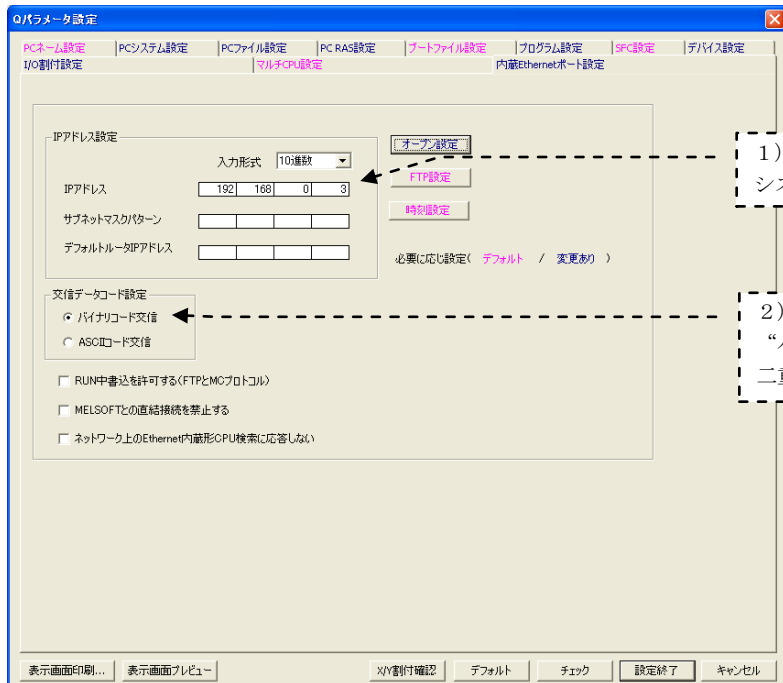 Qパラメータ設定
PCネーム設定 PCシステム設定 PCファイル設定 PC RAS設定 ブートファイル設定 プログラム設定 SFC設定 デバイス設定
I/O割付設定 マルチCPU設定 内蔵Ethernetポート設定
IPアドレス設定
入力形式 10進数
IPアドレス 192 168 0 3
サブネットマスクパターン
デフォルトルータIPアドレス
オープン設定
FTP設定
時刻設定
必要に応じ設定( デフォルト / 変更あり )
1)
シス
交信データコード設定
バイナリコード交信
ASCIIコード交信
2)
“バ
二重
RUN中書込を許可する(FTPとMCプロトコル)
MELSOFTとの直結接続を禁止する
ネットワーク上のEthernet内蔵形CPU検索に応答しない
表示画面印刷... 表示画面プレビュー X/Y割付確認 デフォルト チェック 設定終了 キャンセル